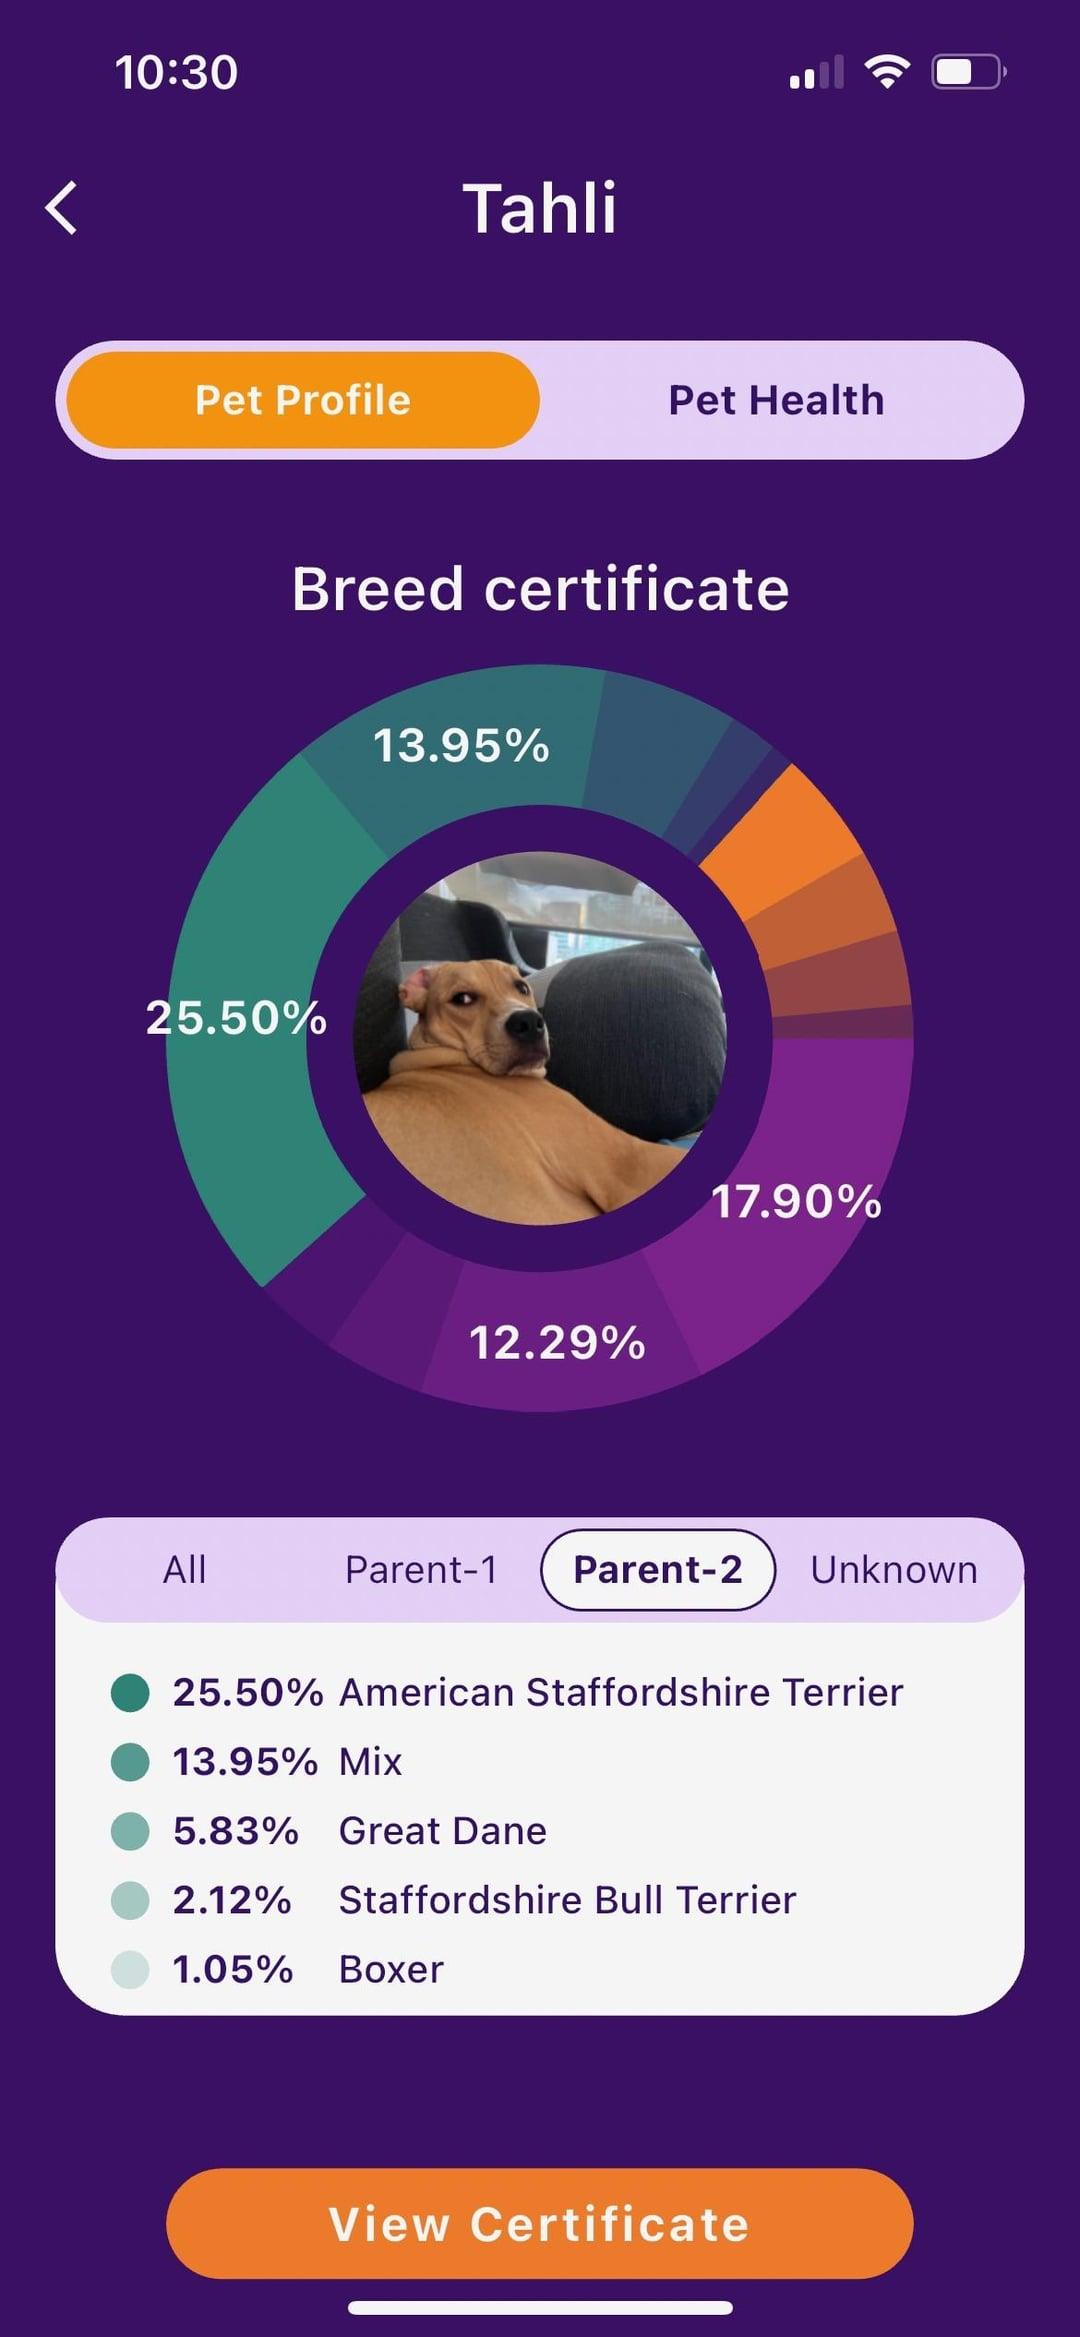 10:30
Tahli
Pet Profile Pet Health
Breed certificate
13.95%
25.50%
17.90%
12.29%
All Parent-1 Parent-2 Unknown
25.50% American Staffordshire Terrier
13.95% Mix
5.83% Great Dane
2.12% Staffordshire Bull Terrier
1.05% Boxer
View Certificate